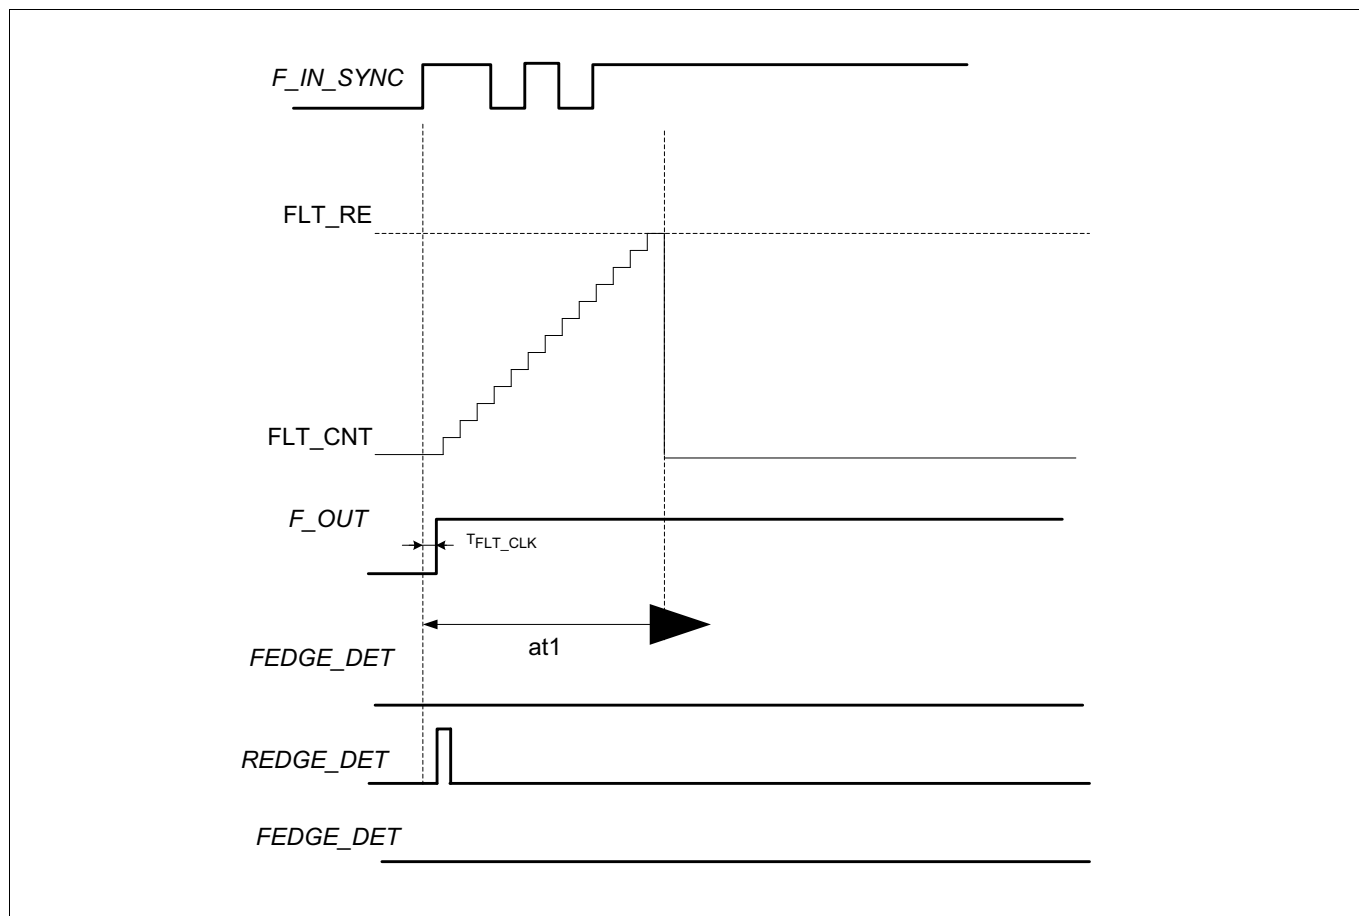 F_IN_SYNC
FLT_RE
FLT_CNT
F_OUT
TFLT_CLK
at1
FEDGE_DET
REDGE_DET
FEDGE_DET